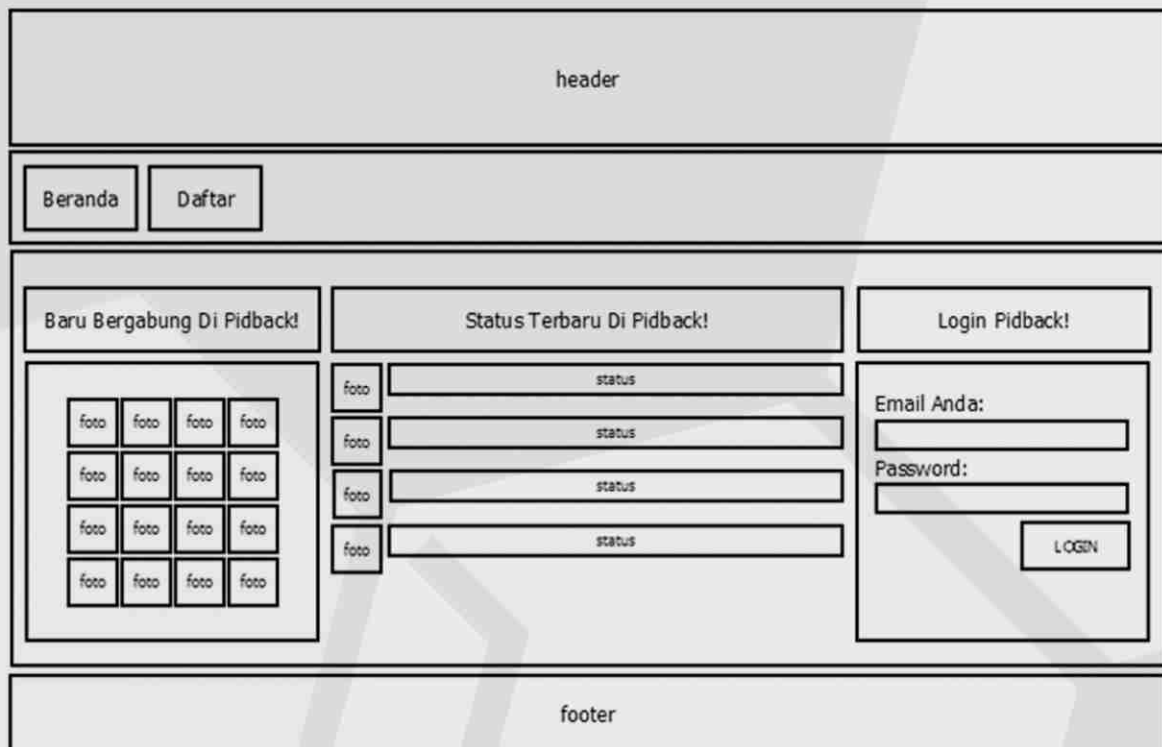 header
Beranda Daftar
Baru Bergabung Di Pidback!
foto foto foto foto
foto foto foto foto
foto foto foto foto
foto foto foto foto
Status Terbaru Di Pidback!
foto status
foto status
foto status
foto status
Login Pidback!
Email Anda:
Password:
LOGIN
footer